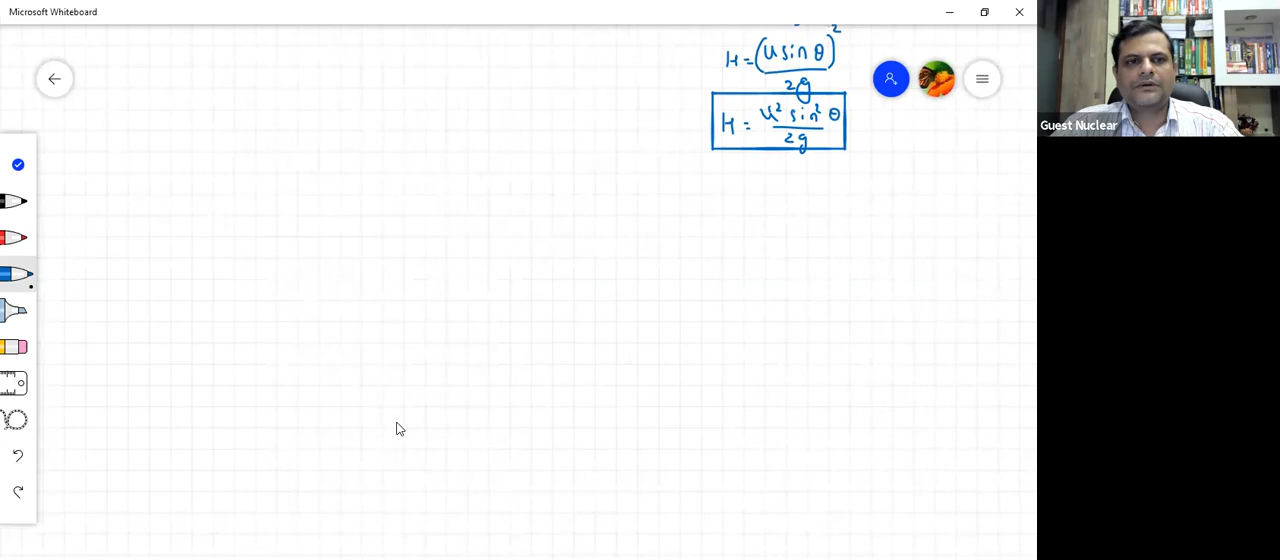 Microsoft Whiteboard
H = (u sin θ)²
2g
H = u² sin² θ
2g
Guest Nuclear